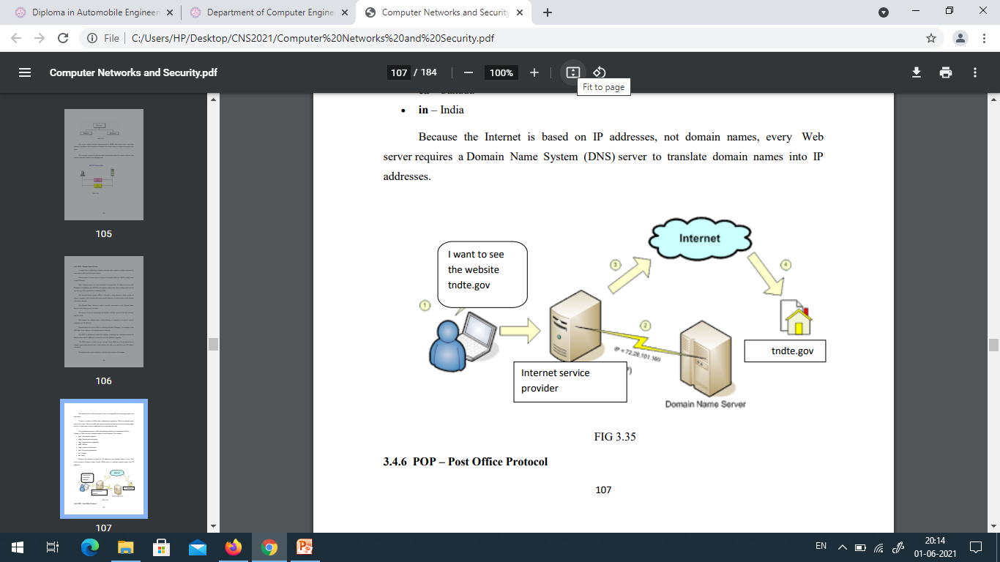 Diploma in Automobile Engineer
Department of Computer Engine
Computer Networks and Security
File
C:/Users/HP/Desktop/CNS2021/Computer%20Networks%20and%20Security.pdf
Computer Networks and Security.pdf
107 / 184
100%
Fit to page
105
106
107
• in – India
Because the Internet is based on IP addresses, not domain names, every Web
server requires a Domain Name System (DNS) server to translate domain names into IP
addresses.
Internet
I want to see
the website
tndte.gov
3
4
1
2
IP = 72.28.101.165
tndte.gov
Internet service
provider
Domain Name Server
FIG 3.35
3.4.6 POP – Post Office Protocol
107
EN
20:14
01-06-2021